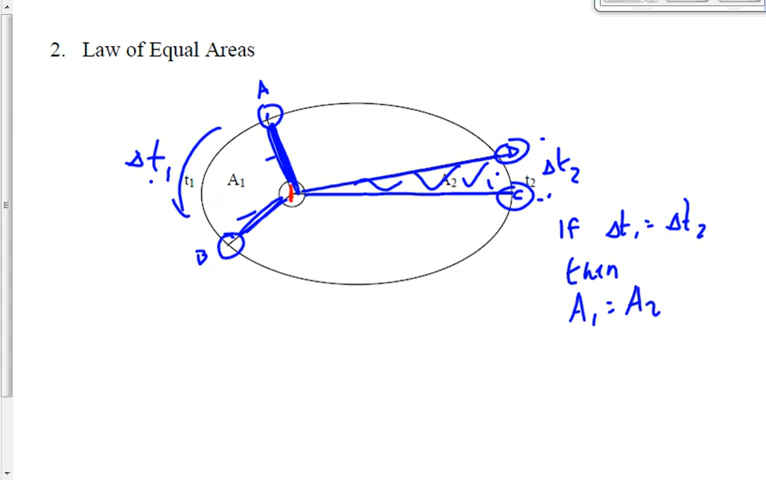 2. Law of Equal Areas
A
D
Δt₁
t₁
A₁
A₂
t₂
Δt₂
C
B
If Δt₁ = Δt₂
then
A₁ = A₂